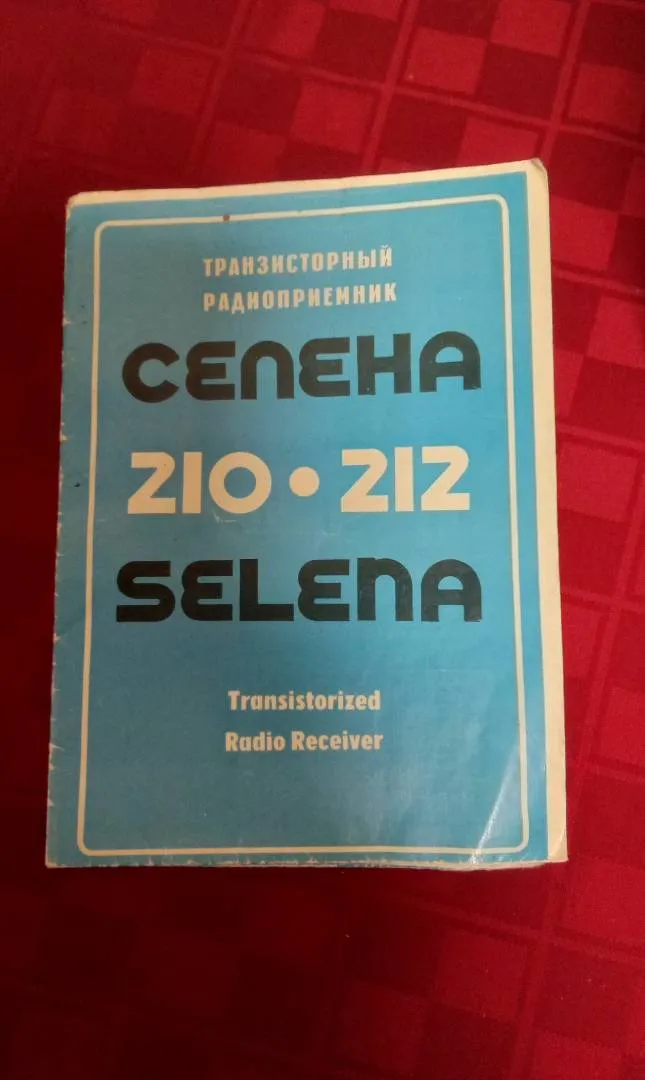 ТРАНЗИСТОРНЫЙ
РАДИОПРИЕМНИК
СЕЛЕНА
210 • 212
SELENA
Transistorized
Radio Receiver